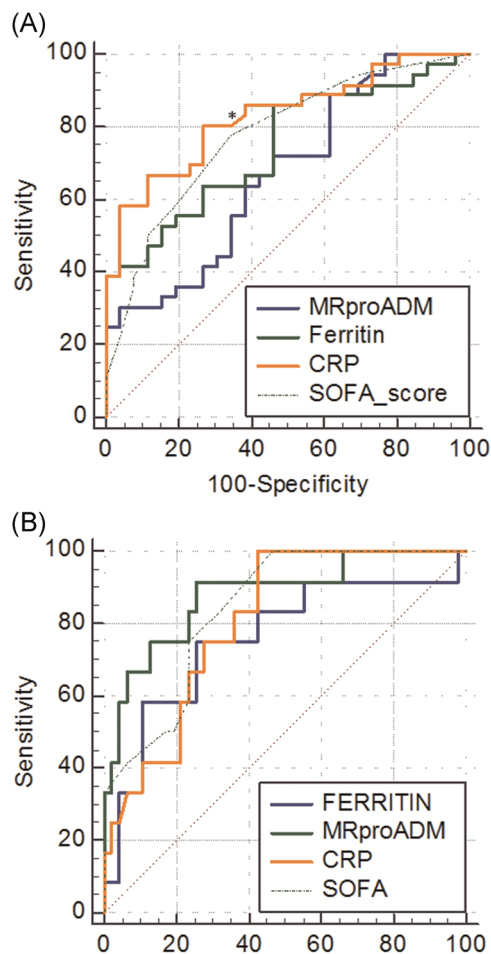 (A)
100
80
60
40
20
0
Sensitivity
*
MRproADM
Ferritin
CRP
SOFA_score
0 20 40 60 80 100
100-Specificity
(B)
100
80
60
40
20
0
Sensitivity
FERRITIN
MRproADM
CRP
SOFA
0 20 40 60 80 100